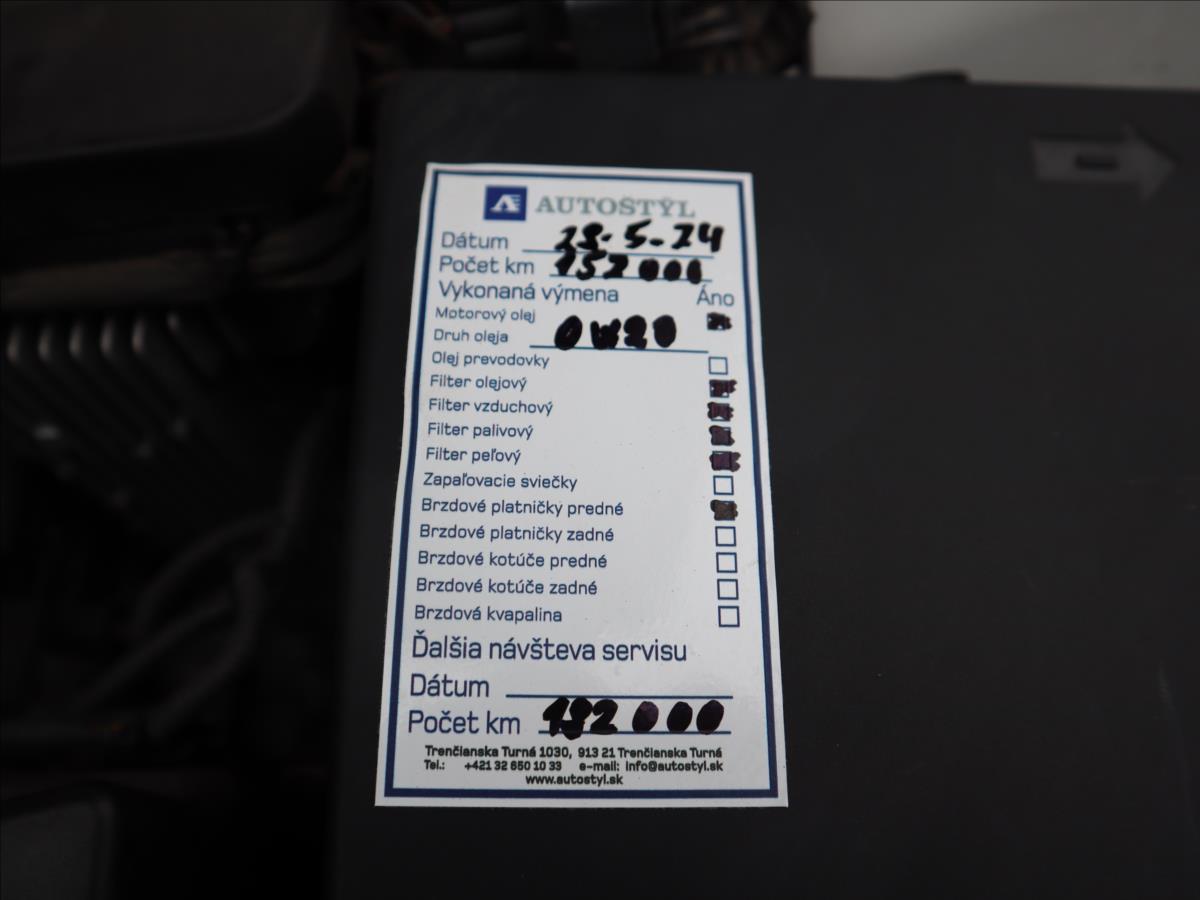 AUTOŠTÝL
Dátum 28.5.24
Počet km 152000
Vykonaná výmena Áno
Motorový olej
Druh oleja 0W20
Olej prevodovky
Filter olejový
Filter vzduchový
Filter palivový
Filter peľový
Zapaľovacie sviečky
Brzdové platničky predné
Brzdové platničky zadné
Brzdové kotúče predné
Brzdové kotúče zadné
Brzdová kvapalina
Ďalšia návšteva servisu
Dátum
Počet km 182000
Trenčianska Turná 1030, 913 21 Trenčianska Turná
Tel.: +421 32 650 10 33 e-mail: info@autostyl.sk
www.autostyl.sk